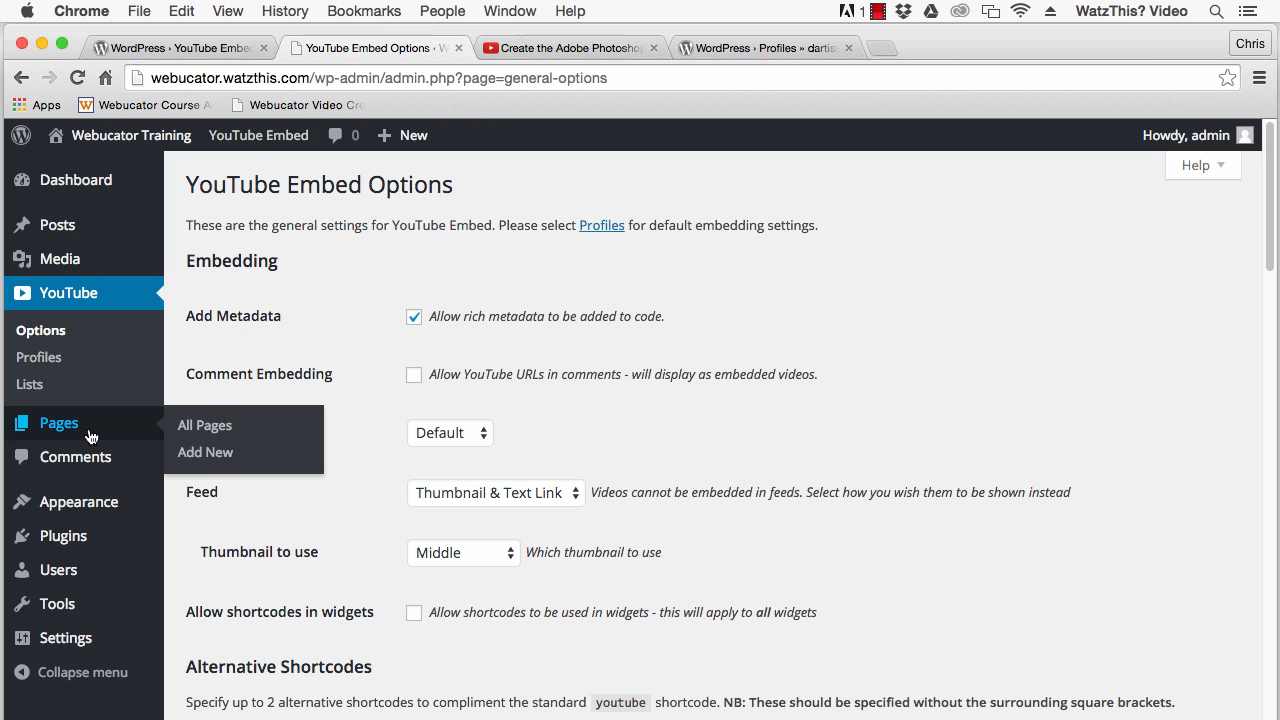 Chrome File Edit View History Bookmarks People Window Help 1 WatzThis? Video
WordPress › YouTube Embe
YouTube Embed Options ‹ W
Create the Adobe Photoshop
WordPress › Profiles » dartiss
Chris
webucator.watzthis.com/wp-admin/admin.php?page=general-options
Apps Webucator Course A Webucator Video Cre
Webucator Training YouTube Embed 0 New Howdy, admin
Help
Dashboard
Posts
Media
YouTube
Options
Profiles
Lists
Pages
All Pages
Add New
Comments
Appearance
Plugins
Users
Tools
Settings
Collapse menu
YouTube Embed Options
These are the general settings for YouTube Embed. Please select Profiles for default embedding settings.
Embedding
Add Metadata Allow rich metadata to be added to code.
Comment Embedding Allow YouTube URLs in comments - will display as embedded videos.
Default
Feed Thumbnail & Text Link Videos cannot be embedded in feeds. Select how you wish them to be shown instead
Thumbnail to use Middle Which thumbnail to use
Allow shortcodes in widgets Allow shortcodes to be used in widgets - this will apply to all widgets
Alternative Shortcodes
Specify up to 2 alternative shortcodes to compliment the standard youtube shortcode. NB: These should be specified without the surrounding square brackets.